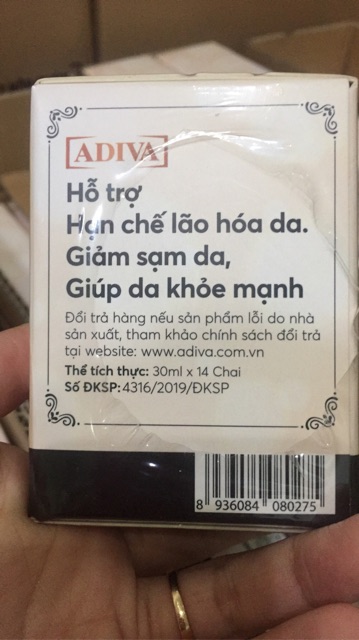 ADIVA
Hỗ trợ
Hạn chế lão hóa da.
Giảm sạm da,
Giúp da khỏe mạnh
Đổi trả hàng nếu sản phẩm lỗi do nhà
sản xuất, tham khảo chính sách đổi trả
tại website: www.adiva.com.vn
Thể tích thực: 30ml x 14 Chai
Số ĐKSP: 4316/2019/ĐKSP
8 936084 080275